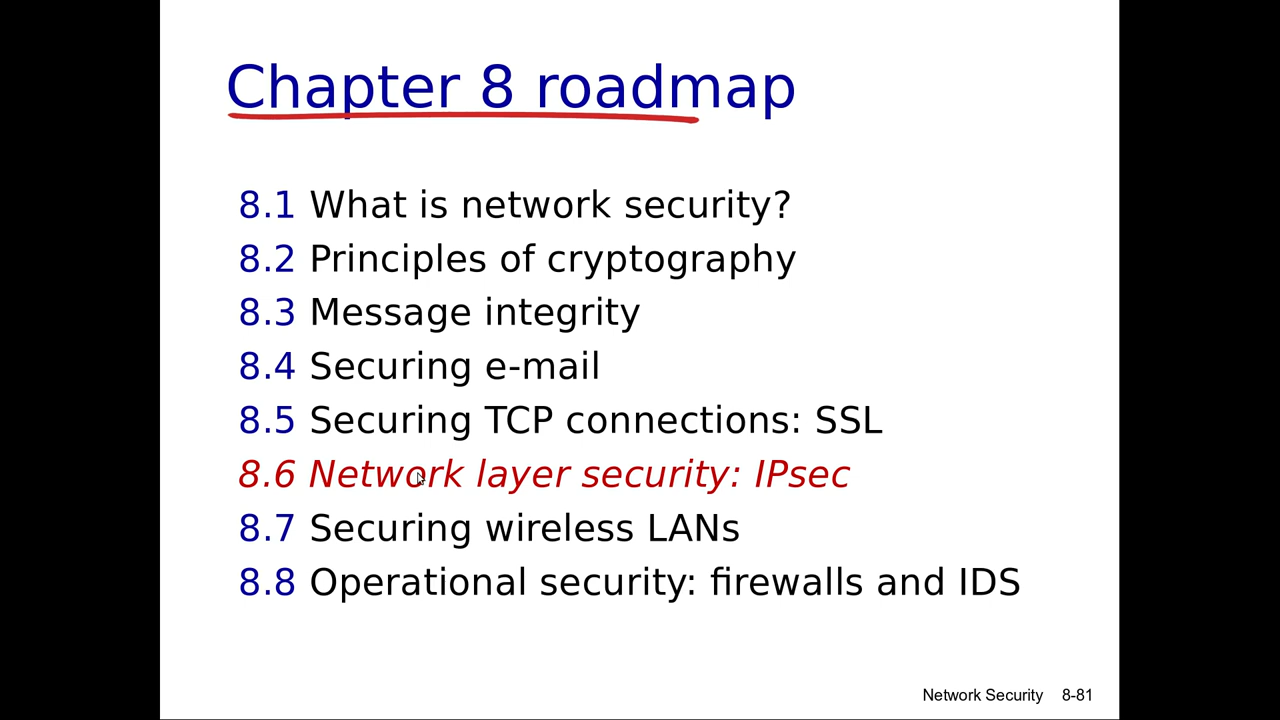 Chapter 8 roadmap
8.1 What is network security?
8.2 Principles of cryptography
8.3 Message integrity
8.4 Securing e-mail
8.5 Securing TCP connections: SSL
8.6 Network layer security: IPsec
8.7 Securing wireless LANs
8.8 Operational security: firewalls and IDS
Network Security 8-81